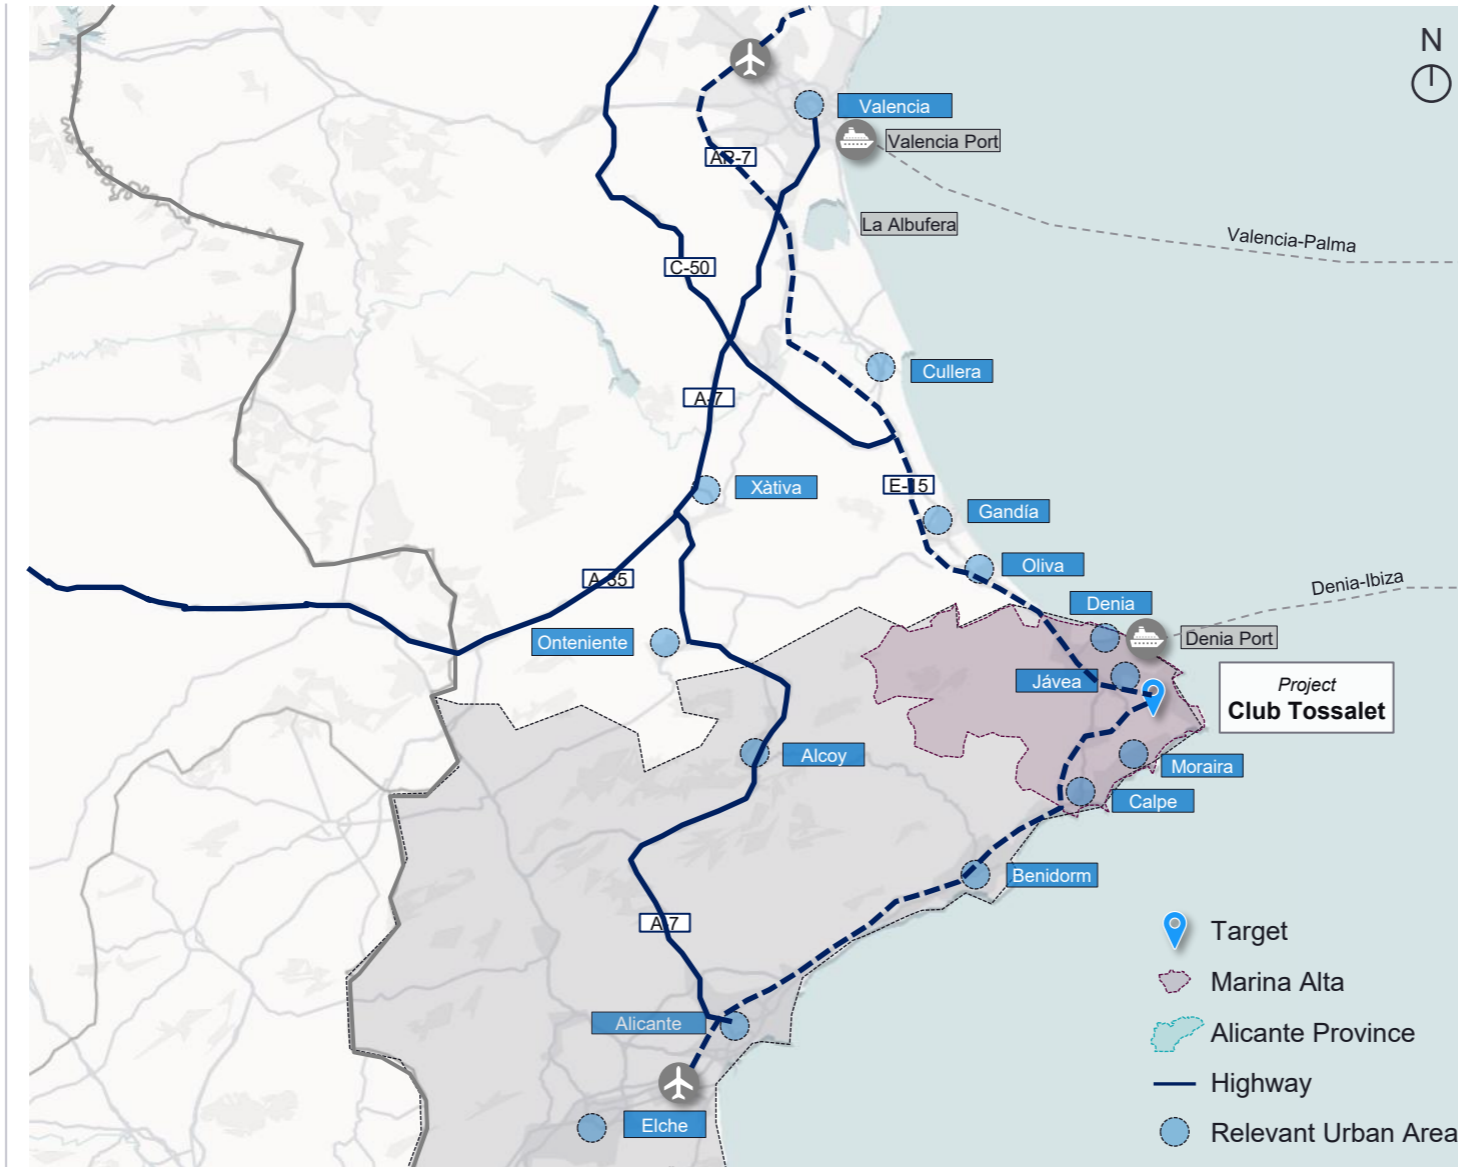 N
Valencia
Valencia Port
AP-7
La Albufera
Valencia-Palma
C-50
Cullera
A-7
Xàtiva
E-15
Gandía
Oliva
A-35
Denia-Ibiza
Denia
Onteniente
Denia Port
Jávea
Project
Club Tossalet
Alcoy
Moraira
Calpe
Benidorm
A-7
Alicante
Elche
Target
Marina Alta
Alicante Province
Highway
Relevant Urban Area